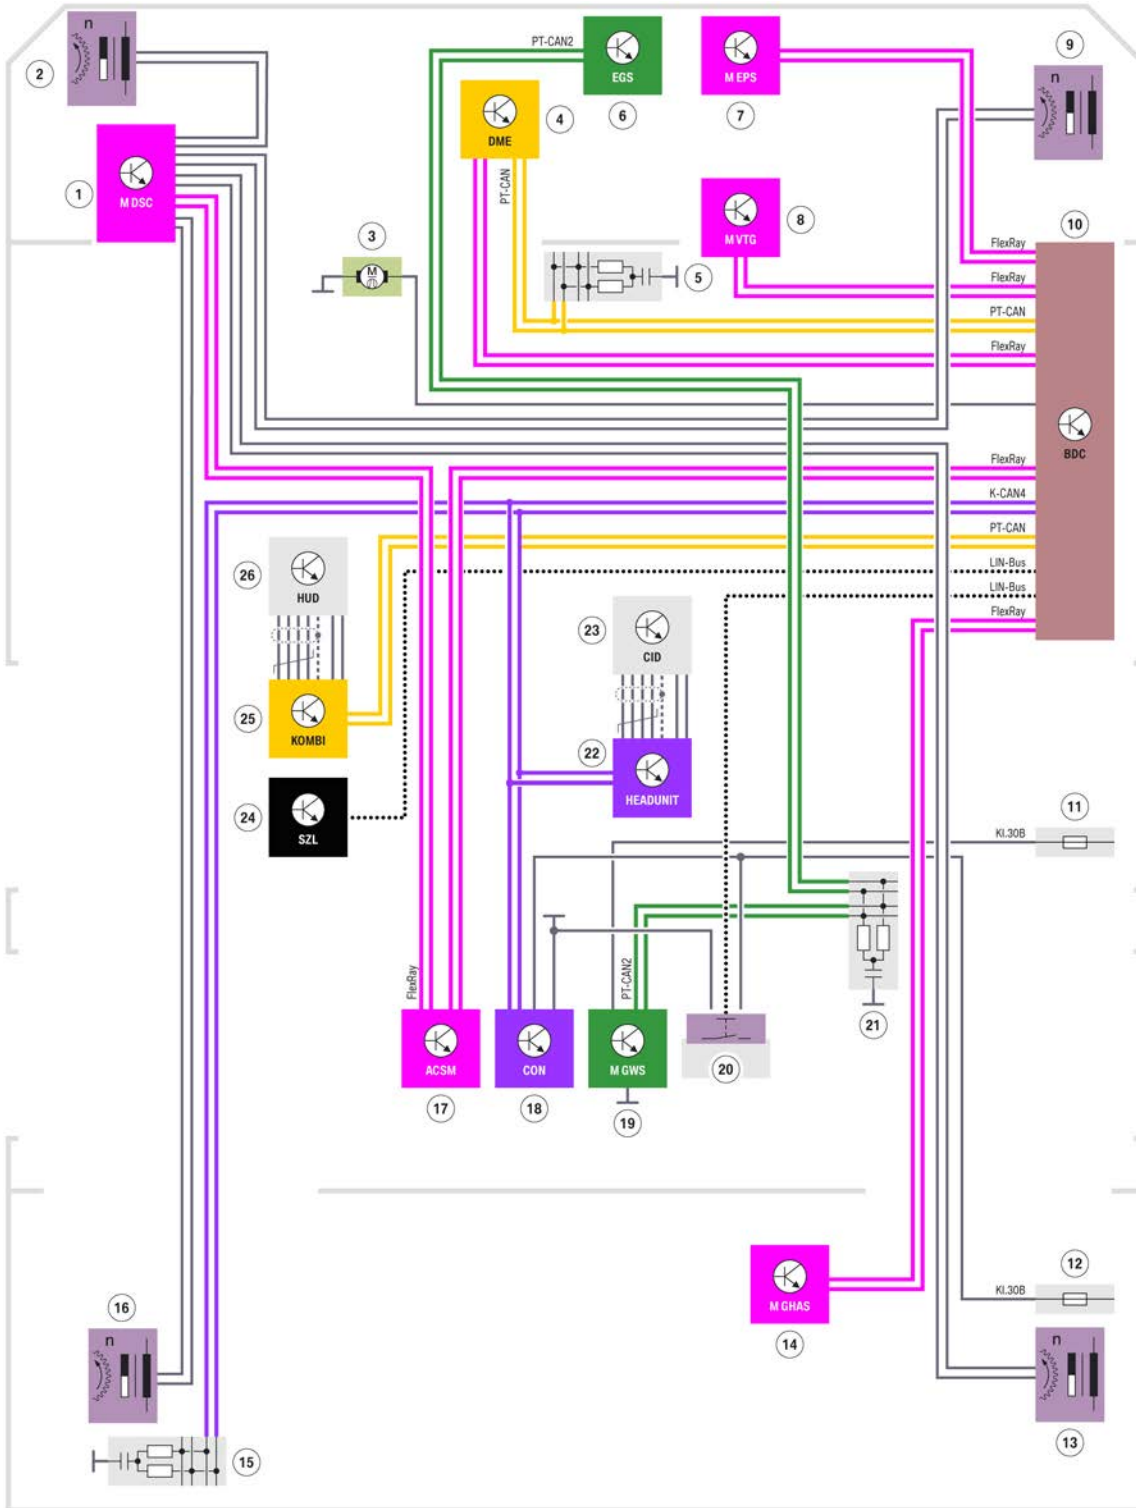 n
2
PT-CAN2
EGS
6
M EPS
7
9
n
DME
4
PT-CAN
M DSC
1
M VTG
8
10
3
M
5
FlexRay
FlexRay
PT-CAN
FlexRay
BDC
FlexRay
K-CAN4
PT-CAN
LIN-Bus
LIN-Bus
FlexRay
26
HUD
23
CID
25
KOMBI
22
HEADUNIT
24
SZL
11
Kl.30B
FlexRay
PT-CAN2
21
ACSM
17
CON
18
M GWS
19
20
12
Kl.30B
M GHAS
14
16
n
n
13
15